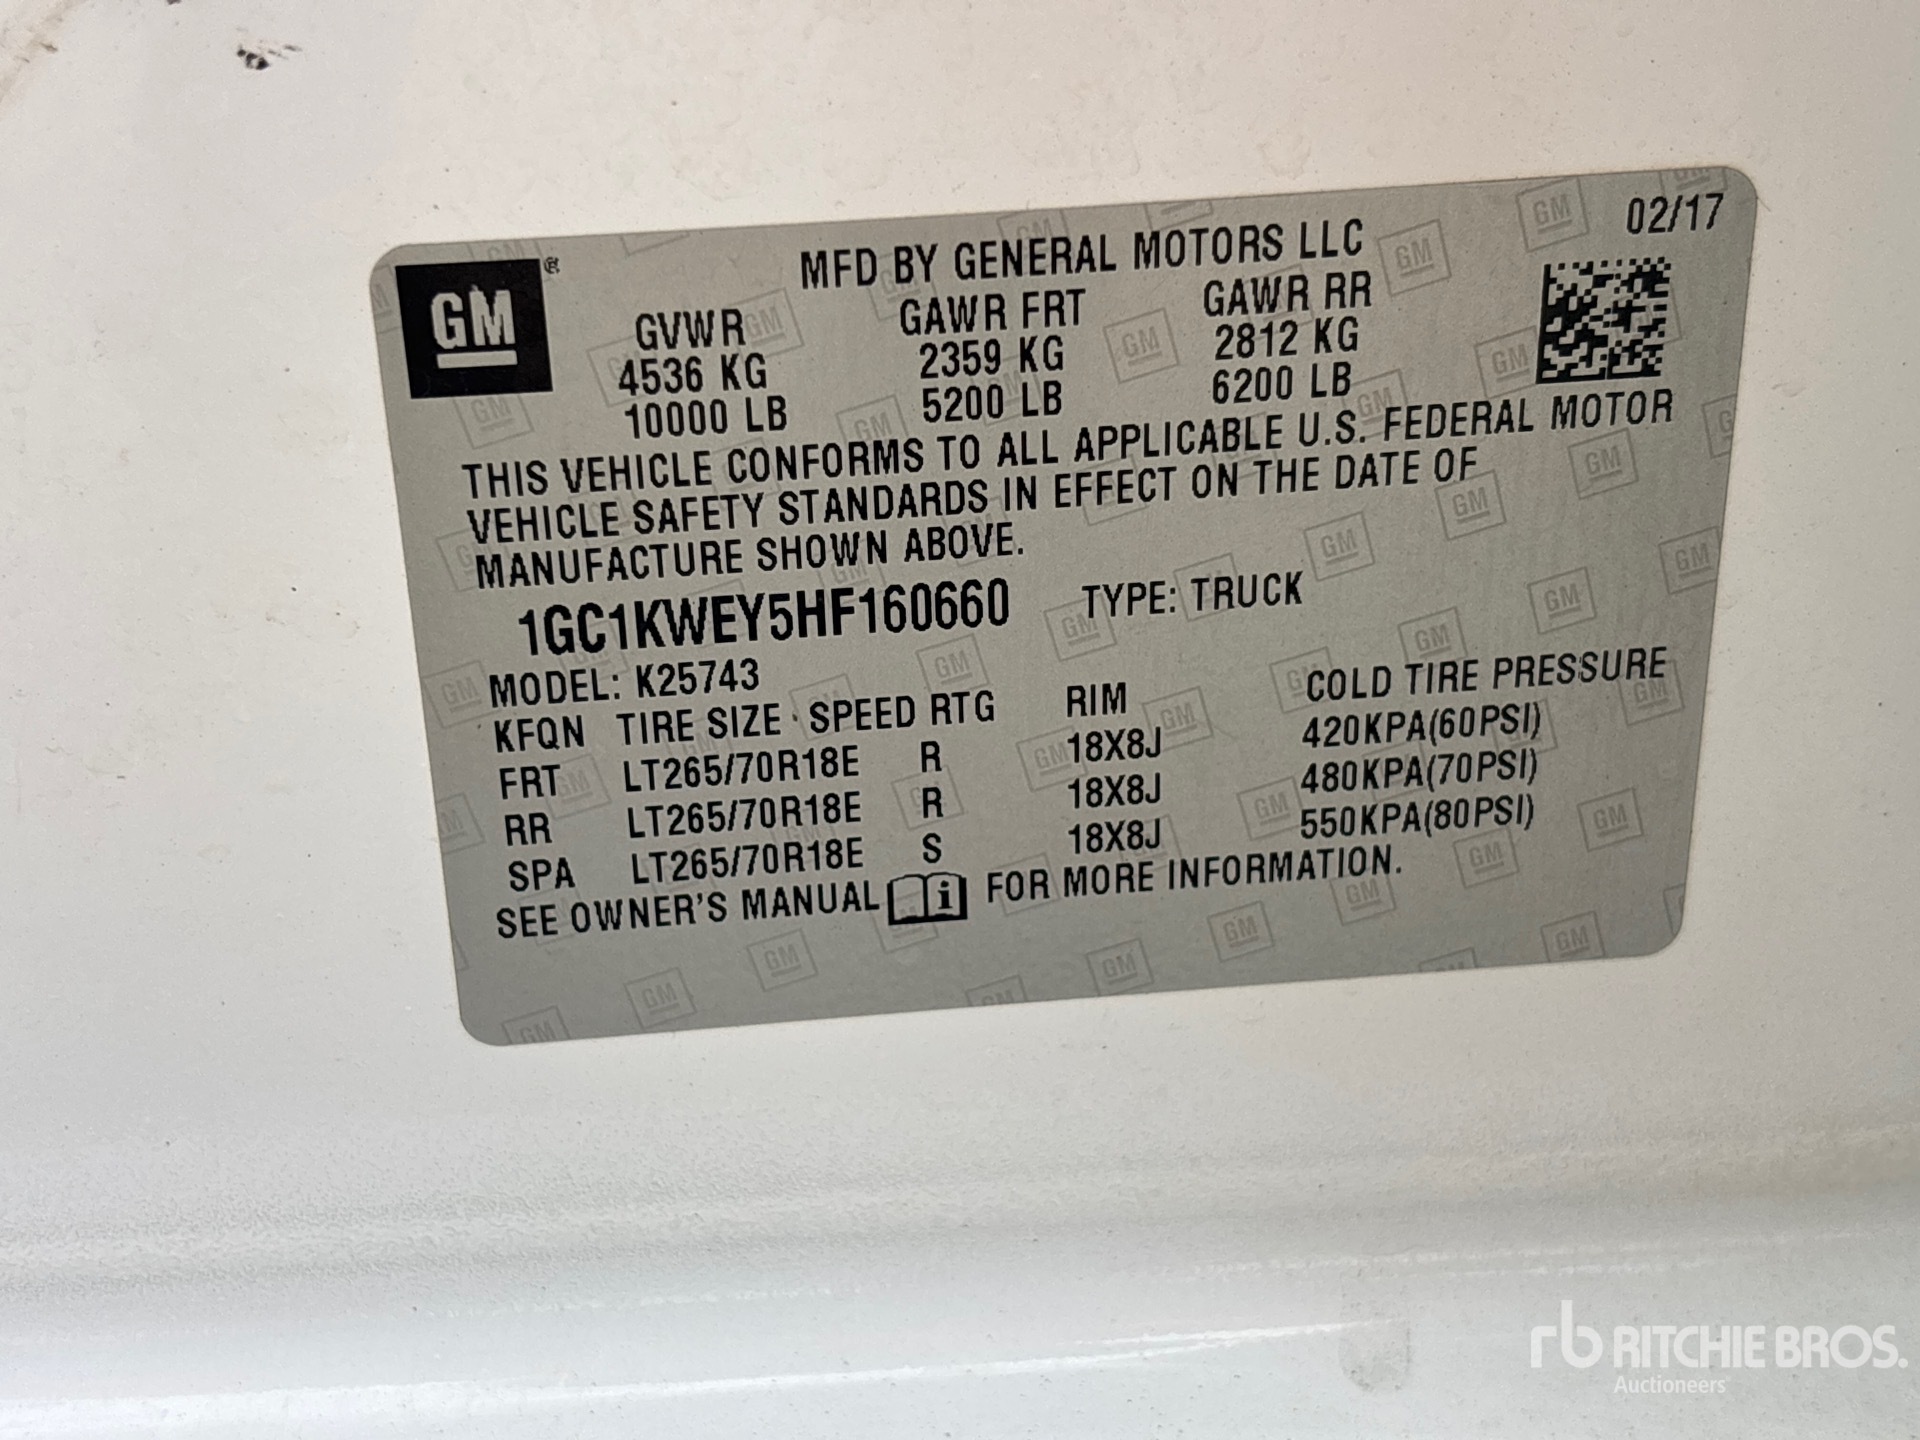 02/17
GM ®
MFD BY GENERAL MOTORS LLC
GVWR GAWR FRT GAWR RR
4536 KG 2359 KG 2812 KG
10000 LB 5200 LB 6200 LB
THIS VEHICLE CONFORMS TO ALL APPLICABLE U.S. FEDERAL MOTOR
VEHICLE SAFETY STANDARDS IN EFFECT ON THE DATE OF
MANUFACTURE SHOWN ABOVE.
1GC1KWEY5HF160660 TYPE: TRUCK
MODEL: K25743
KFQN TIRE SIZE SPEED RTG RIM COLD TIRE PRESSURE
FRT LT265/70R18E R 18X8J 420KPA(60PSI)
RR LT265/70R18E R 18X8J 480KPA(70PSI)
SPA LT265/70R18E S 18X8J 550KPA(80PSI)
SEE OWNER'S MANUAL i FOR MORE INFORMATION.
rb RITCHIE BROS.
Auctioneers